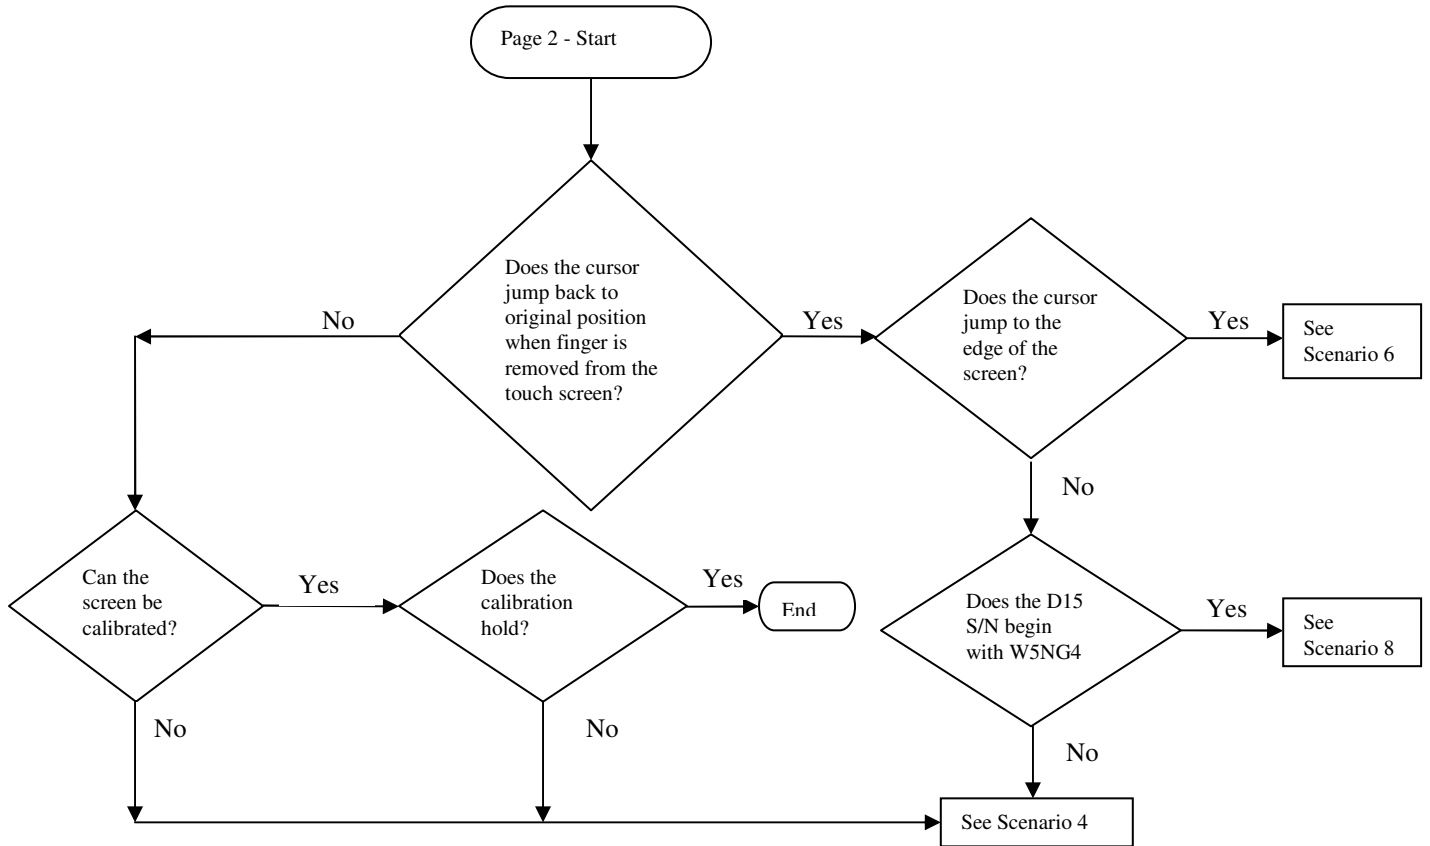 Page 2 - Start
Does the cursor
jump back to
original position
when finger is
removed from the
touch screen?
No
Yes
Does the cursor
jump to the
edge of the
screen?
Yes
See
Scenario 6
No
Can the
screen be
calibrated?
Yes
Does the
calibration
hold?
Yes
End
Does the D15
S/N begin
with W5NG4
Yes
See
Scenario 8
No
No
No
See Scenario 4